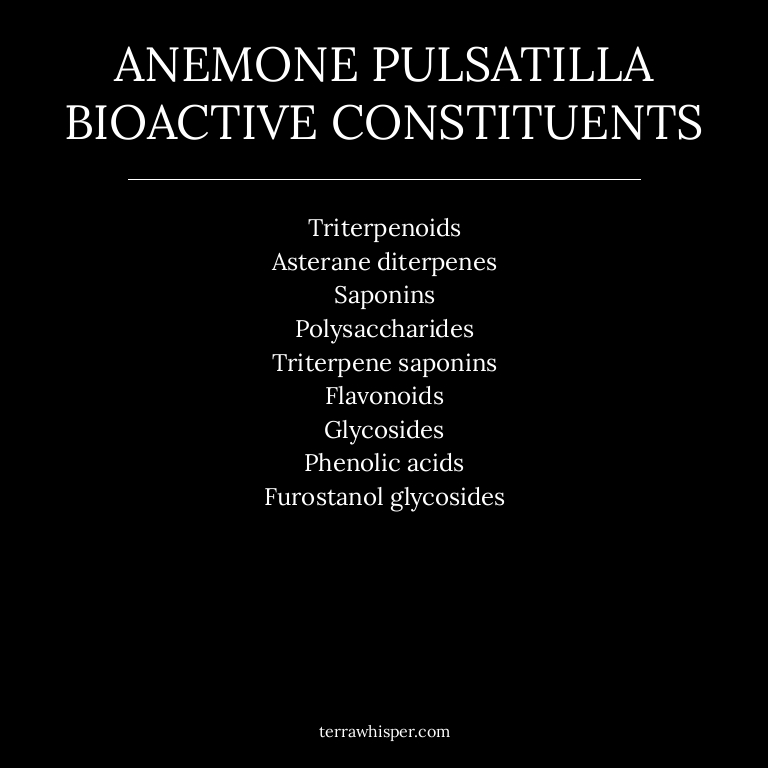 ANEMONE PULSATILLA
BIOACTIVE CONSTITUENTS
Triterpenoids
Asterane diterpenes
Saponins
Polysaccharides
Triterpene saponins
Flavonoids
Glycosides
Phenolic acids
Furostanol glycosides
terrawhisper.com